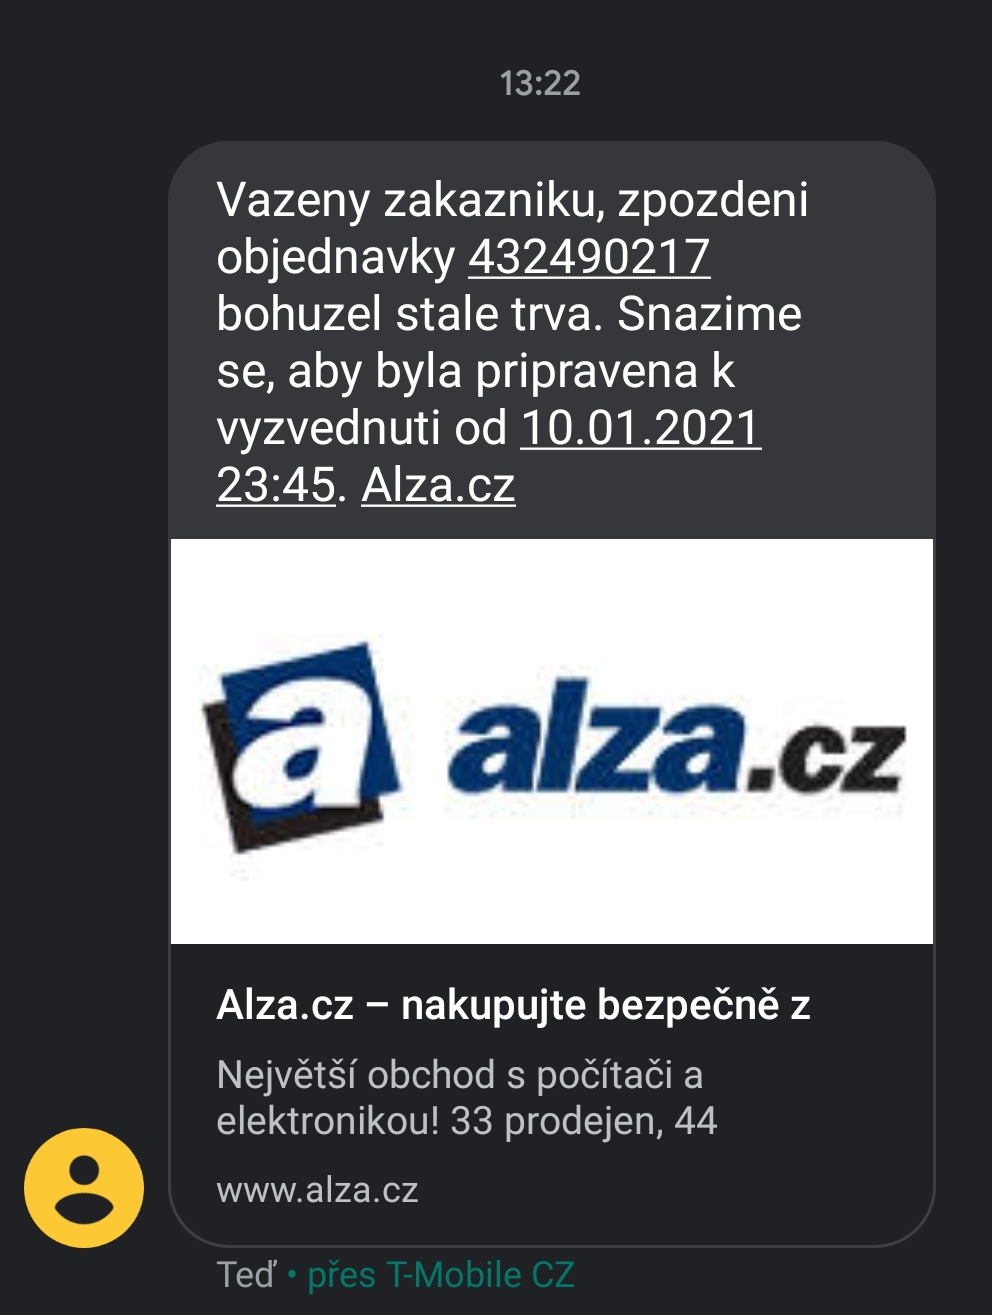 13:22
Vazeny zakazniku, zpozdeni
objednavky 432490217
bohuzel stale trva. Snazime
se, aby byla pripravena k
vyzvednuti od 10.01.2021
23:45. Alza.cz
a alza.cz
Alza.cz – nakupujte bezpečně z
Největší obchod s počítači a
elektronikou! 33 prodejen, 44
www.alza.cz
Teď • přes T-Mobile CZ